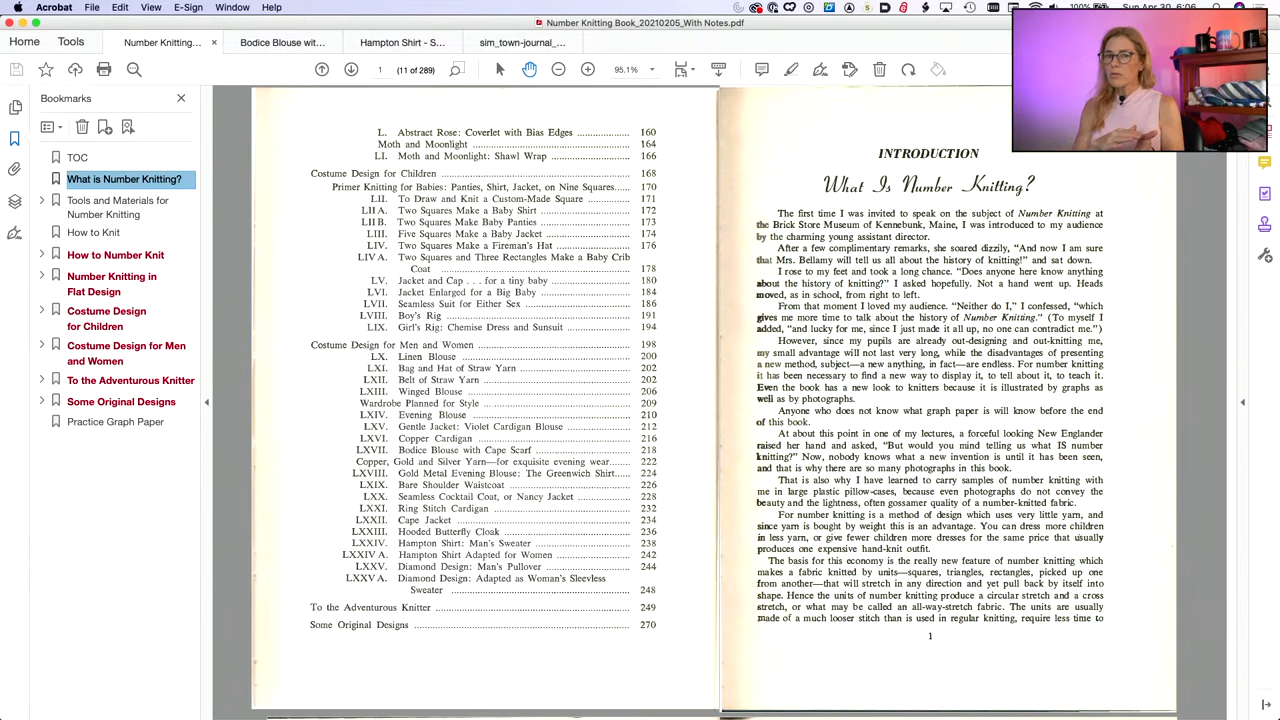 Acrobat File Edit View E-Sign Window Help
100%
Sun Apr 30 6:06
Number Knitting Book_20210205_With Notes.pdf
Home Tools Number Knitting... × Bodice Blouse wit... Hampton Shirt - S... sim_town-journal_...
1 (11 of 289) 95.1%
Bookmarks ×
TOC
What is Number Knitting?
Tools and Materials for
Number Knitting
How to Knit
How to Number Knit
Number Knitting in
Flat Design
Costume Design
for Children
Costume Design for Men
and Women
To the Adventurous Knitter
Some Original Designs
Practice Graph Paper
L. Abstract Rose: Coverlet with Bias Edges ................ 160
Moth and Moonlight ................ 164
LI. Moth and Moonlight: Shawl Wrap ................ 166
Costume Design for Children ................ 168
Primer Knitting for Babies: Panties, Shirt, Jacket, on Nine Squares...... 170
LII. To Draw and Knit a Custom-Made Square ................ 171
LII A. Two Squares Make a Baby Shirt ................ 172
LII B. Two Squares Make Baby Panties ................ 173
LIII. Five Squares Make a Baby Jacket ................ 174
LIV. Two Squares Make a Fireman's Hat ................ 176
LIV A. Two Squares and Three Rectangles Make a Baby Crib
Coat ................ 178
LV. Jacket and Cap . . . for a tiny baby ................ 180
LVI. Jacket Enlarged for a Big Baby ................ 184
LVII. Seamless Suit for Either Sex ................ 186
LVIII. Boy's Rig ................ 191
LIX. Girl's Rig: Chemise Dress and Sunsuit ................ 194
Costume Design for Men and Women ................ 198
LX. Linen Blouse ................ 200
LXI. Bag and Hat of Straw Yarn ................ 202
LXII. Belt of Straw Yarn ................ 202
LXIII. Winged Blouse ................ 206
Wardrobe Planned for Style ................ 209
LXIV. Evening Blouse ................ 210
LXV. Gentle Jacket: Violet Cardigan Blouse ................ 212
LXVI. Copper Cardigan ................ 216
LXVII. Bodice Blouse with Cape Scarf ................ 218
Copper, Gold and Silver Yarn—for exquisite evening wear...... 222
LXVIII. Gold Metal Evening Blouse: The Greenwich Shirt...... 224
LXIX. Bare Shoulder Waistcoat ................ 226
LXX. Seamless Cocktail Coat, or Nancy Jacket ................ 228
LXXI. Ring Stitch Cardigan ................ 232
LXXII. Cape Jacket ................ 234
LXXIII. Hooded Butterfly Cloak ................ 236
LXXIV. Hampton Shirt: Man's Sweater ................ 238
LXXIV A. Hampton Shirt Adapted for Women ................ 242
LXXV. Diamond Design: Man's Pullover ................ 244
LXXV A. Diamond Design: Adapted as Woman's Sleevless
Sweater ................ 248
To the Adventurous Knitter ................ 249
Some Original Designs ................ 270
INTRODUCTION
What Is Number Knitting?
The first time I was invited to speak on the subject of Number Knitting at
the Brick Store Museum of Kennebunk, Maine, I was introduced to my audience
by the charming young assistant director.
After a few complimentary remarks, she soared dizzily, “And now I am sure
that Mrs. Bellamy will tell us all about the history of knitting!” and sat down.
I rose to my feet and took a long chance. “Does anyone here know anything
about the history of knitting?” I asked hopefully. Not a hand went up. Heads
moved, as in school, from right to left.
From that moment I loved my audience. “Neither do I,” I confessed, “which
gives me more time to talk about the history of Number Knitting.” (To myself I
added, “and lucky for me, since I just made it all up, no one can contradict me.”)
However, since my pupils are already out-designing and out-knitting me,
my small advantage will not last very long, while the disadvantages of presenting
a new method, subject—a new anything, in fact—are endless. For number knitting
it has been necessary to find a new way to display it, to tell about it, to teach it.
Even the book has a new look to knitters because it is illustrated by graphs as
well as by photographs.
Anyone who does not know what graph paper is will know before the end
of this book.
At about this point in one of my lectures, a forceful looking New Englander
raised her hand and asked, “But would you mind telling us what IS number
knitting?” Now, nobody knows what a new invention is until it has been seen,
and that is why there are so many photographs in this book.
That is also why I have learned to carry samples of number knitting with
me in large plastic pillow-cases, because even photographs do not convey the
beauty and the lightness, often gossamer quality of a number-knitted fabric.
For number knitting is a method of design which uses very little yarn, and
since yarn is bought by weight this is an advantage. You can dress more children
in less yarn, or give fewer children more dresses for the same price that usually
produces one expensive hand-knit outfit.
The basis for this economy is the really new feature of number knitting which
makes a fabric knitted by units—squares, triangles, rectangles, picked up one
from another—that will stretch in any direction and yet pull back by itself into
shape. Hence the units of number knitting produce a circular stretch and a cross
stretch, or what may be called an all-way-stretch fabric. The units are usually
made of a much looser stitch than is used in regular knitting, require less time to
1